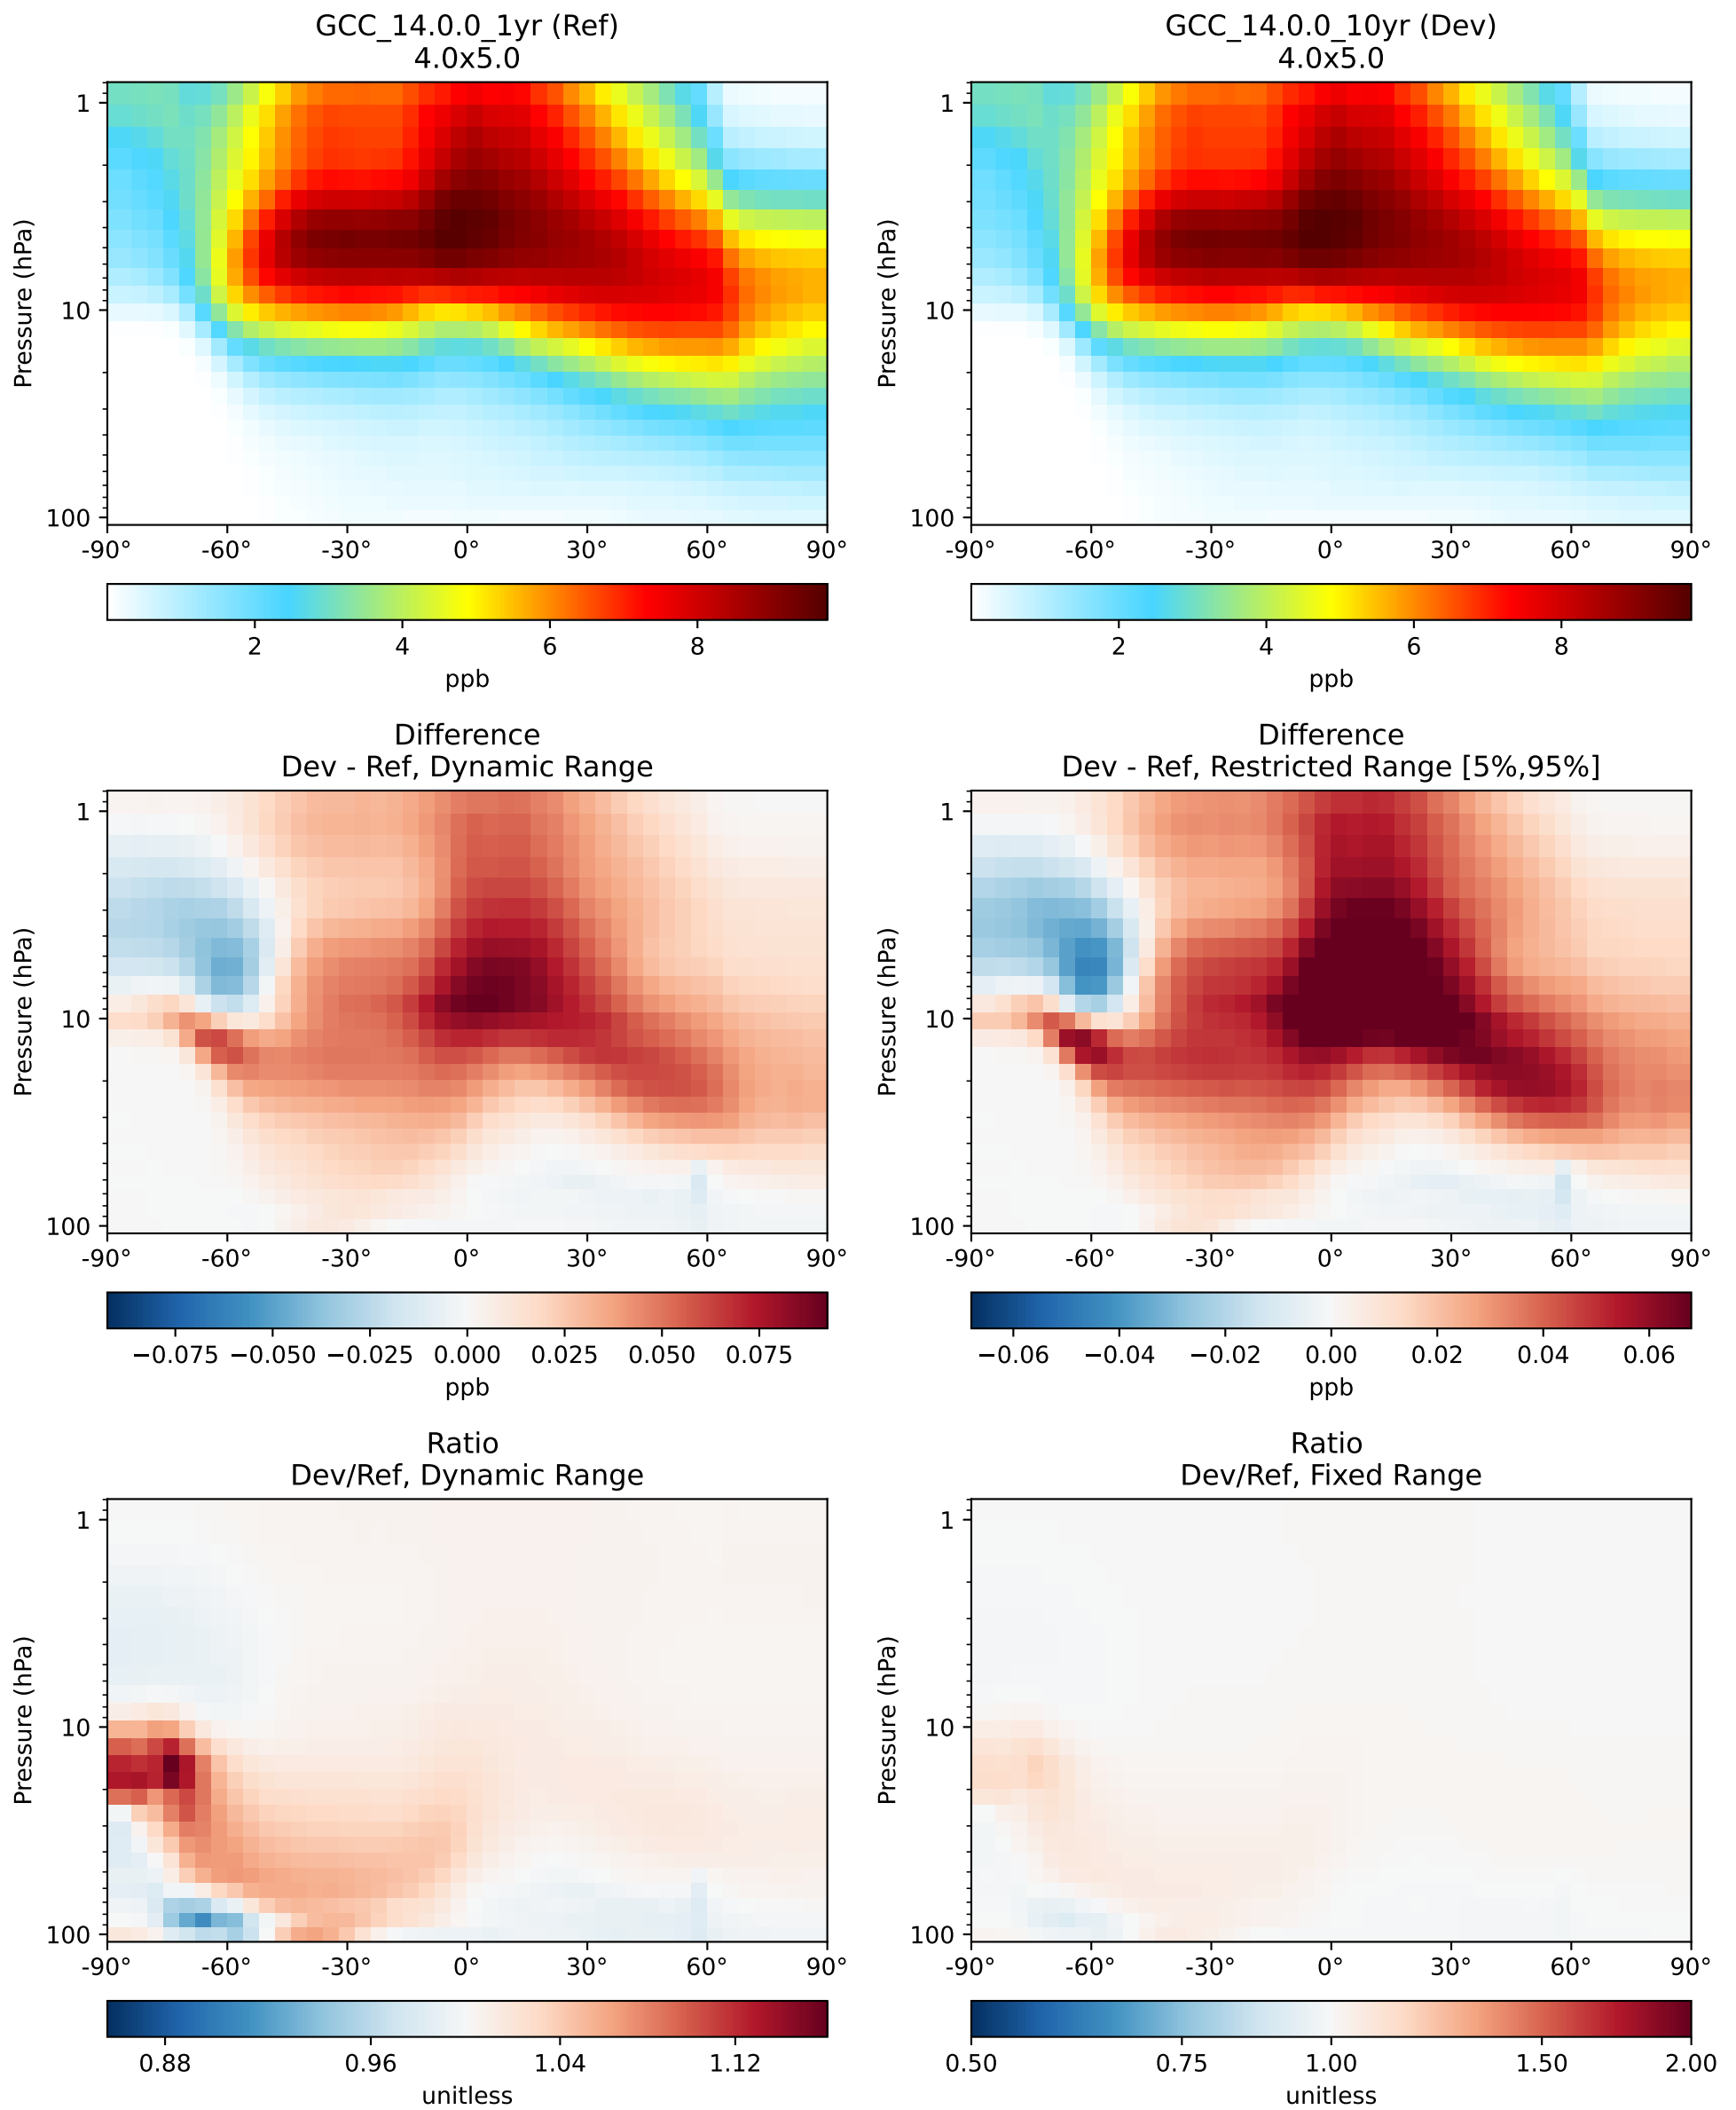 GCC_14.0.0_1yr (Ref)
4.0x5.0
Pressure (hPa)
1
10
100
-90° -60° -30° 0° 30° 60° 90°
2 4 6 8
ppb
GCC_14.0.0_10yr (Dev)
4.0x5.0
Pressure (hPa)
1
10
100
-90° -60° -30° 0° 30° 60° 90°
2 4 6 8
ppb
Difference
Dev - Ref, Dynamic Range
Pressure (hPa)
1
10
100
-90° -60° -30° 0° 30° 60° 90°
−0.075 −0.050 −0.025 0.000 0.025 0.050 0.075
ppb
Difference
Dev - Ref, Restricted Range [5%,95%]
Pressure (hPa)
1
10
100
-90° -60° -30° 0° 30° 60° 90°
−0.06 −0.04 −0.02 0.00 0.02 0.04 0.06
ppb
Ratio
Dev/Ref, Dynamic Range
Pressure (hPa)
1
10
100
-90° -60° -30° 0° 30° 60° 90°
0.88 0.96 1.04 1.12
unitless
Ratio
Dev/Ref, Fixed Range
Pressure (hPa)
1
10
100
-90° -60° -30° 0° 30° 60° 90°
0.50 0.75 1.00 1.50 2.00
unitless